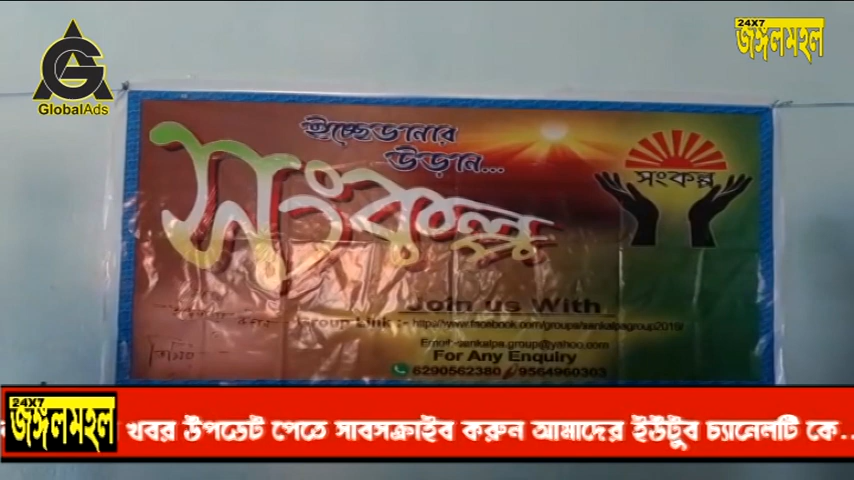 GlobalAds
24X7
জঙ্গলমহল
ইচ্ছেডানার
উড়ান...
সংকল্প
সংকল্প
Join us With
Group Link :- http://www.facebook.com/groups/sankalpagroup2019/
Email:-sankalpa.group@yahoo.com
For Any Enquiry
6290562380 / 9564960303
24X7
জঙ্গলমহল
খবর উপডেট পেতে সাবসক্রাইব করুন আমাদের ইউটুব চ্যানেলটি কে..